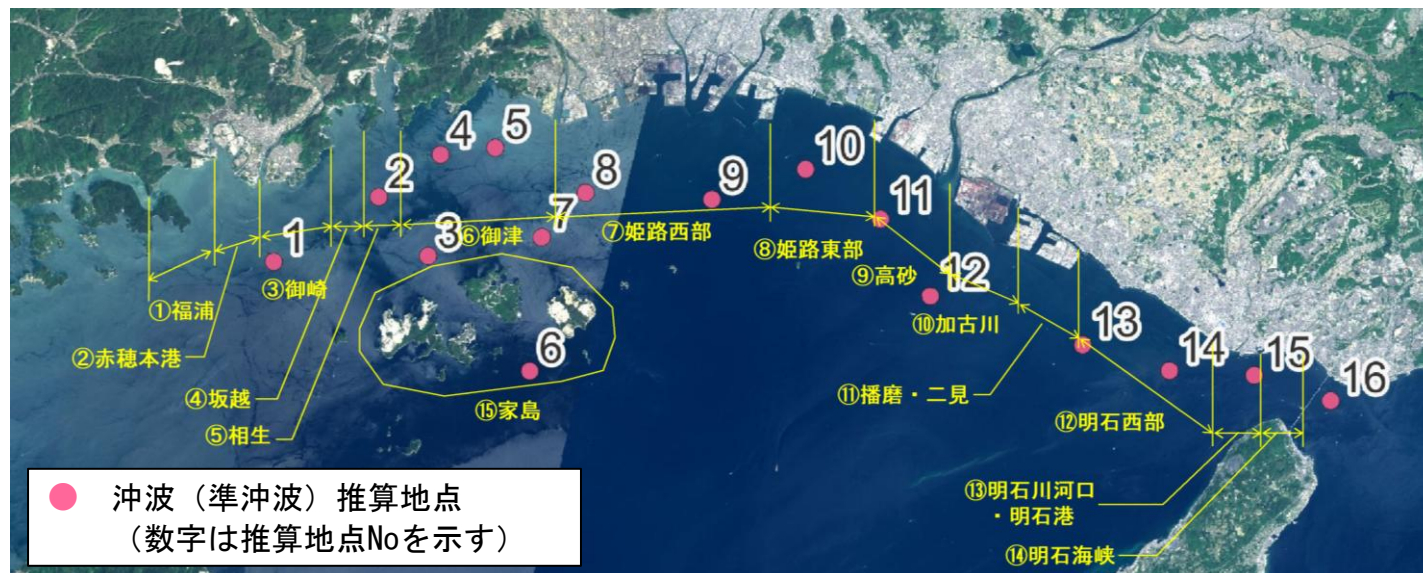 4
5
10
2
8
9
11
1
3
7
⑥御津
⑦姫路西部
⑧姫路東部
③御崎
⑨高砂
12
①福浦
⑩加古川
13
②赤穂本港
6
14
15
16
④坂越
⑮家島
⑪播磨・二見
⑤相生
⑫明石西部
⑬明石川河口
・明石港
⑭明石海峡
沖波（準沖波）推算地点
（数字は推算地点Noを示す）